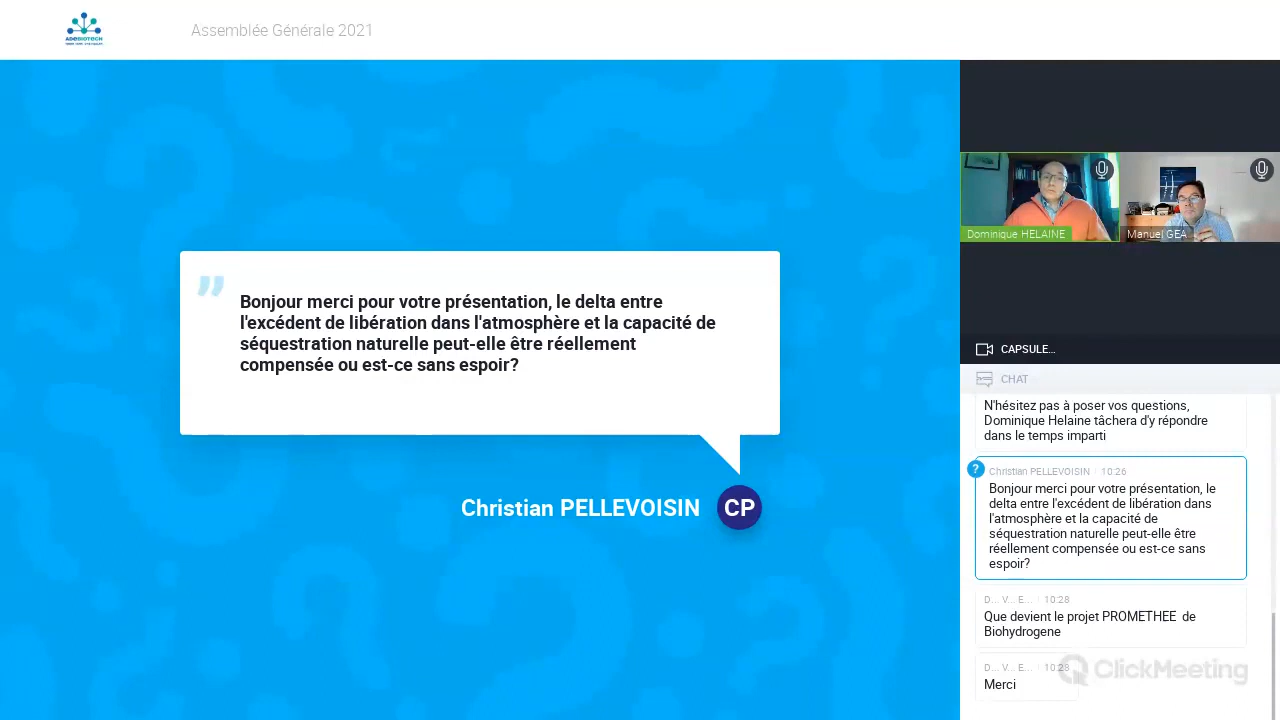 ADEBIOTECH
Assemblée Générale 2021
Bonjour merci pour votre présentation, le delta entre
l'excédent de libération dans l'atmosphère et la capacité de
séquestration naturelle peut-elle être réellement
compensée ou est-ce sans espoir?
Christian PELLEVOISIN
CP
Dominique HELAINE
Manuel GEA
CAPSULE...
CHAT
N'hésitez pas à poser vos questions,
Dominique Helaine tâchera d'y répondre
dans le temps imparti
?
Christian PELLEVOISIN 10:26
Bonjour merci pour votre présentation, le
delta entre l'excédent de libération dans
l'atmosphère et la capacité de
séquestration naturelle peut-elle être
réellement compensée ou est-ce sans
espoir?
D... V... E... 10:28
Que devient le projet PROMETHEE de
Biohydrogene
D... V... E... 10:28
Merci
ClickMeeting